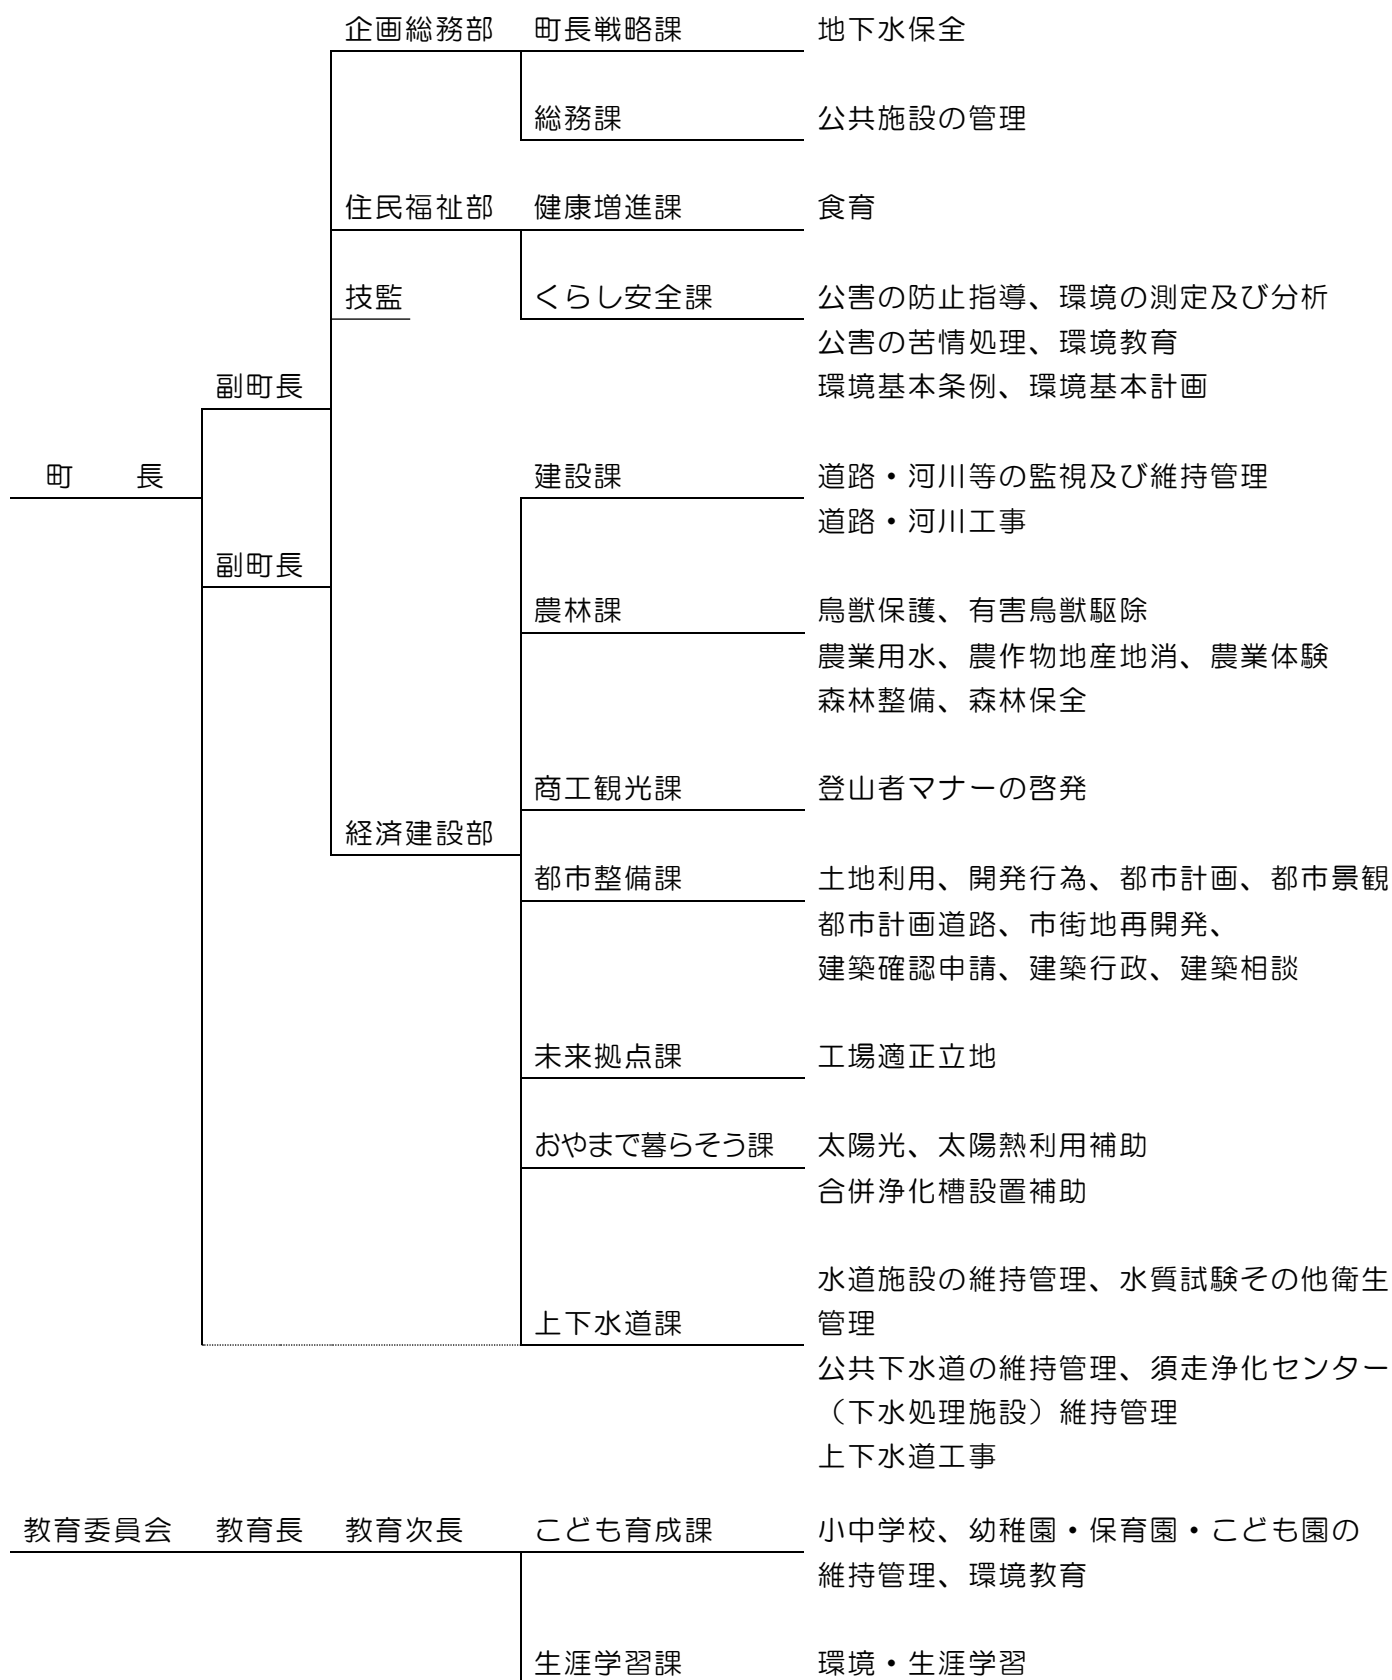 企画総務部 町長戦略課 地下水保全
総務課 公共施設の管理
住民福祉部 健康増進課 食育
技監 くらし安全課 公害の防止指導、環境の測定及び分析
公害の苦情処理、環境教育
副町長 環境基本条例、環境基本計画
町 長 建設課 道路・河川等の監視及び維持管理
道路・河川工事
副町長
農林課 鳥獣保護、有害鳥獣駆除
農業用水、農作物地産地消、農業体験
森林整備、森林保全
商工観光課 登山者マナーの啓発
経済建設部
都市整備課 土地利用、開発行為、都市計画、都市景観
都市計画道路、市街地再開発、
建築確認申請、建築行政、建築相談
未来拠点課 工場適正立地
おやまで暮らそう課 太陽光、太陽熱利用補助
合併浄化槽設置補助
水道施設の維持管理、水質試験その他衛生
上下水道課 管理
公共下水道の維持管理、須走浄化センター
（下水処理施設）維持管理
上下水道工事
教育委員会 教育長 教育次長 こども育成課 小中学校、幼稚園・保育園・こども園の
維持管理、環境教育
生涯学習課 環境・生涯学習